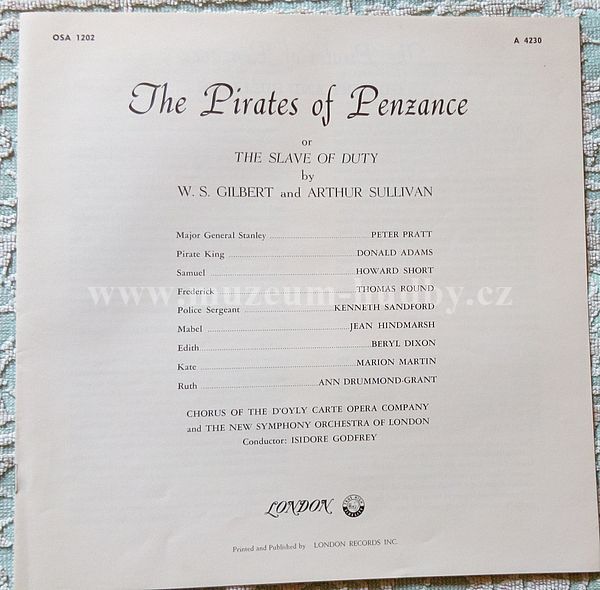 OSA 1202
A 4230
The Pirates of Penzance
or
THE SLAVE OF DUTY
by
W. S. GILBERT and ARTHUR SULLIVAN
Major General Stanley ........ PETER PRATT
Pirate King ........ DONALD ADAMS
Samuel ........ HOWARD SHORT
Frederick ........ THOMAS ROUND
Police Sergeant ........ KENNETH SANDFORD
Mabel ........ JEAN HINDMARSH
Edith ........ BERYL DIXON
Kate ........ MARION MARTIN
Ruth ........ ANN DRUMMOND-GRANT
www.muzeum-hudby.cz
CHORUS OF THE D'OYLY CARTE OPERA COMPANY
and THE NEW SYMPHONY ORCHESTRA OF LONDON
Conductor: ISIDORE GODFREY
LONDON
Printed and Published by LONDON RECORDS INC.